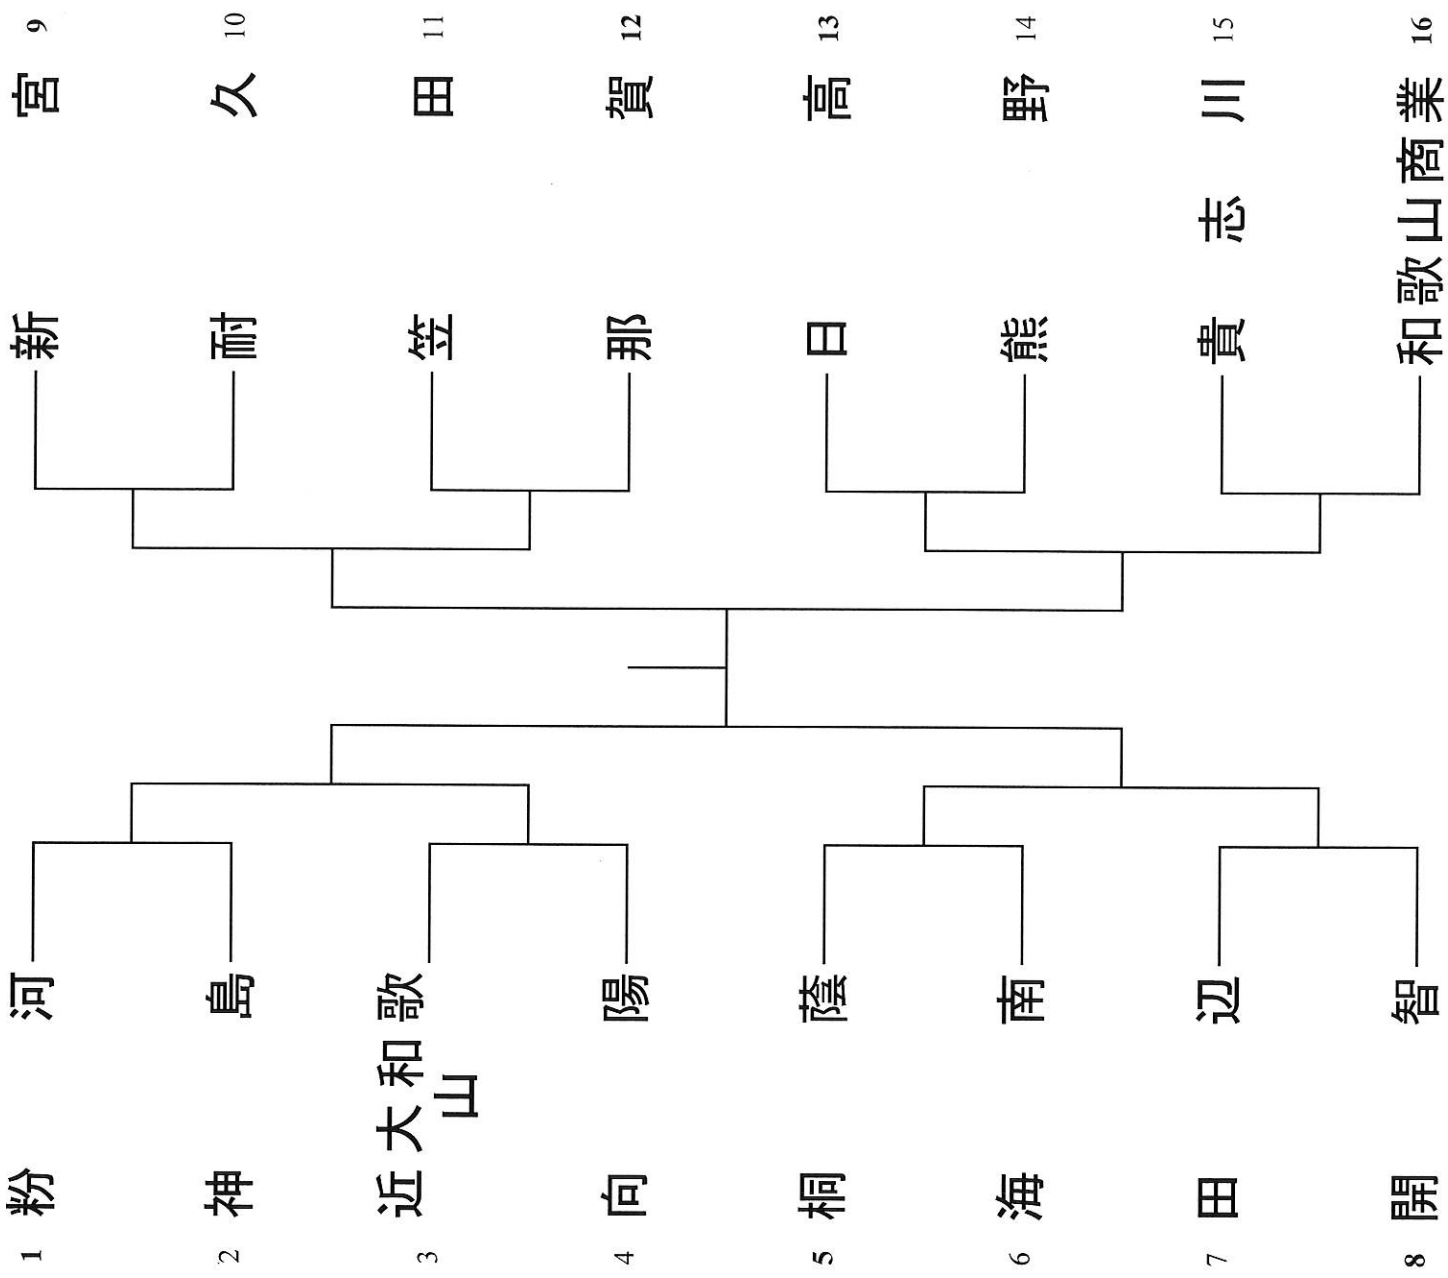 1 粉河
2 神島
3 近大和歌山
4 向陽
5 桐蔭
6 海南
7 田辺
8 開智
新宮 9
耐久 10
笠田 11
那賀 12
日高 13
熊野 14
貴志川 15
和歌山商業 16